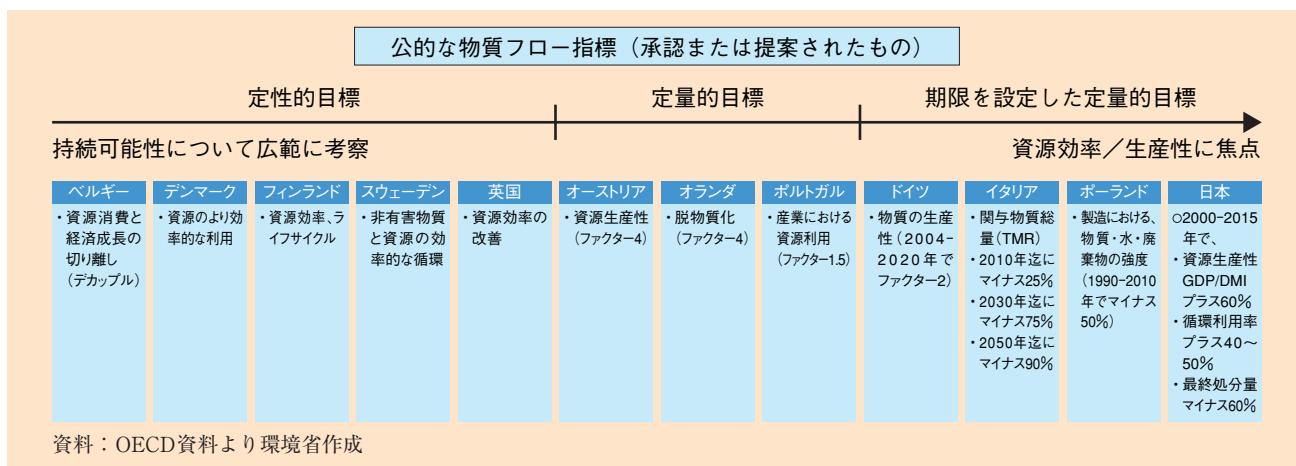 公的な物質フロー指標（承認または提案されたもの）
定性的目標
定量的目標
期限を設定した定量的目標
持続可能性について広範に考察
資源効率／生産性に焦点
ベルギー
・資源消費と
経済成長の
切り離し
（デカップル）
デンマーク
・資源のより効
率的な利用
フィンランド
・資源効率、ラ
イフサイクル
スウェーデン
・非有害物質
と資源の効
率的な循環
英国
・資源効率の
改善
オーストリア
・資源生産性
（ファクター4）
オランダ
・脱物質化
（ファクター4）
ポルトガル
・産業における
資源利用
（ファクター1.5）
ドイツ
・物質の生産
性（2004-
2020年で
ファクター2）
イタリア
・関与物質総
量（TMR）
・2010年迄に
マイナス25%
・2030年迄に
マイナス75%
・2050年迄に
マイナス90%
ポーランド
・製造における、
物質・水・廃
棄物の強度
（1990-2010
年でマイナス
50%）
日本
○2000-2015
年で、
・資源生産性
GDP/DMI
プラス60%
・循環利用率
プラス40〜
50%
・最終処分量
マイナス60%
資料：OECD資料より環境省作成